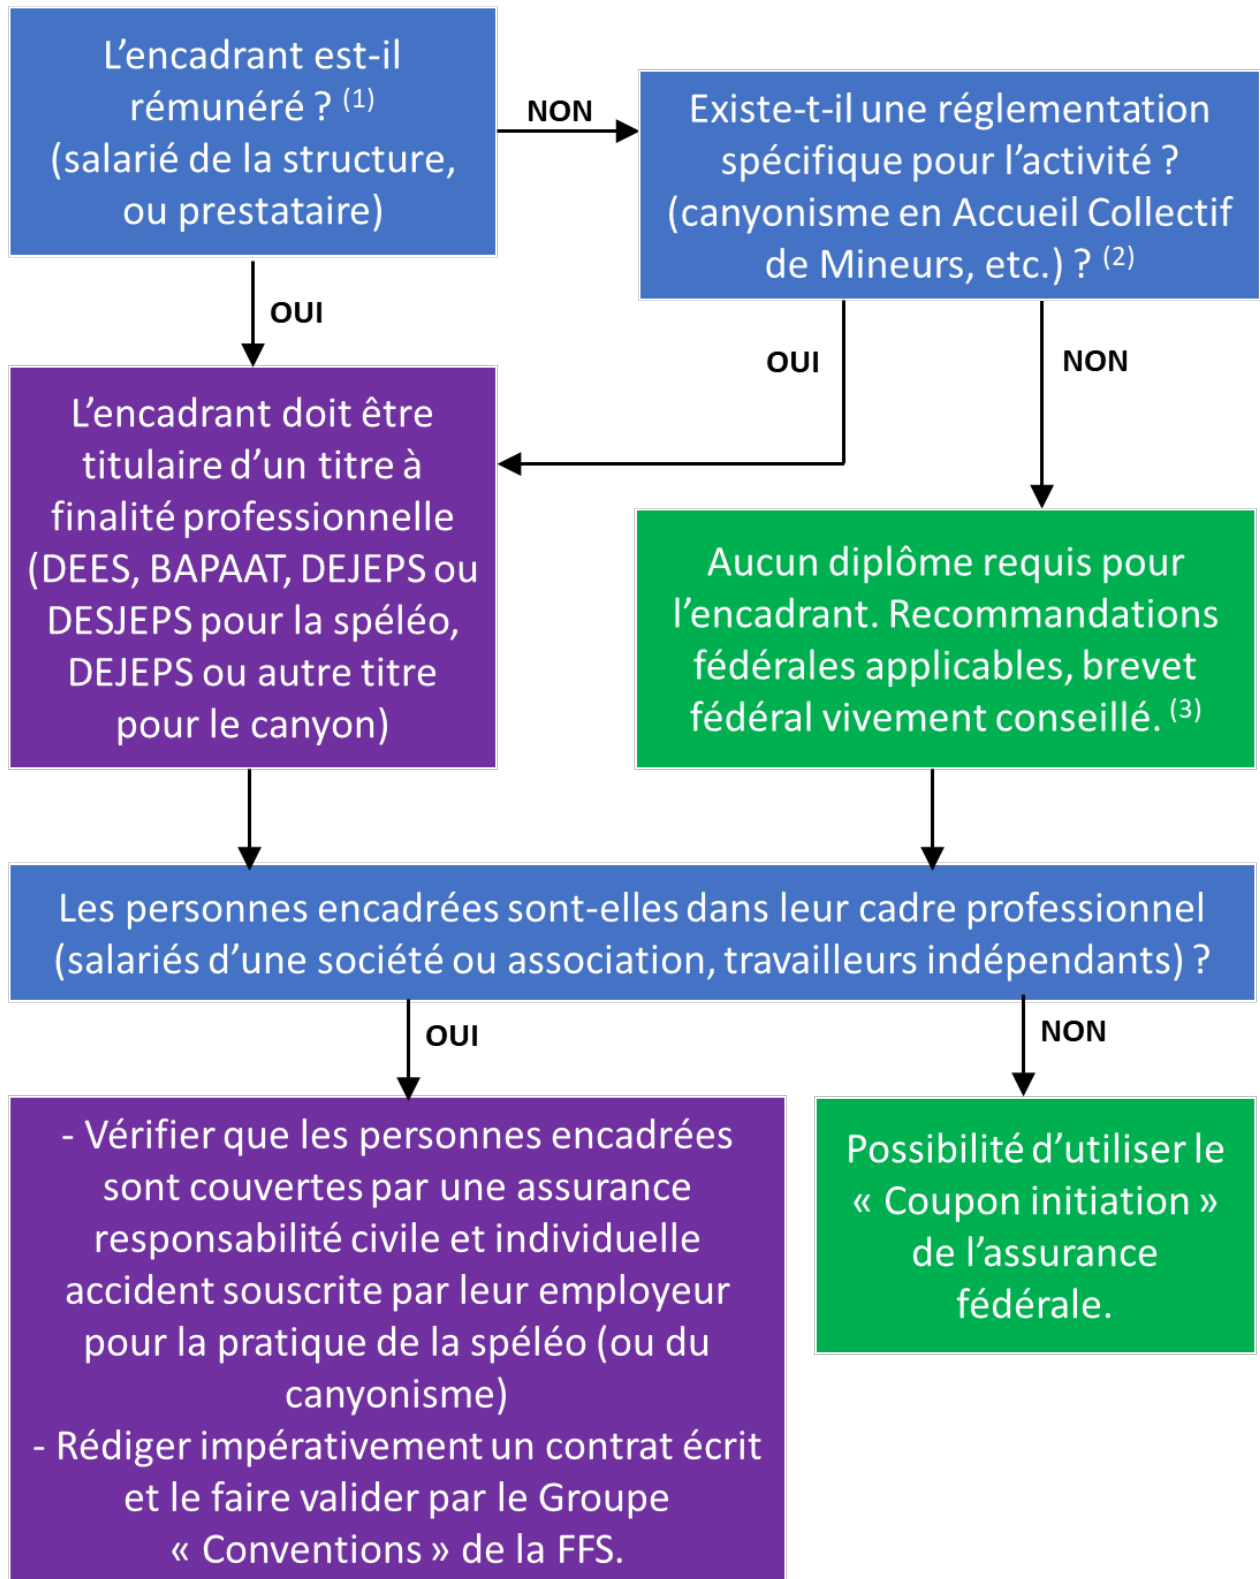 L’encadrant est-il
rémunéré ? (1)
(salarié de la structure,
ou prestataire)
NON
Existe-t-il une réglementation
spécifique pour l’activité ?
(canyonisme en Accueil Collectif
de Mineurs, etc.) ? (2)
OUI
OUI
NON
L’encadrant doit être
titulaire d’un titre à
finalité professionnelle
(DEES, BAPAAT, DEJEPS ou
DESJEPS pour la spéléo,
DEJEPS ou autre titre
pour le canyon)
Aucun diplôme requis pour
l’encadrant. Recommandations
fédérales applicables, brevet
fédéral vivement conseillé. (3)
Les personnes encadrées sont-elles dans leur cadre professionnel
(salariés d’une société ou association, travailleurs indépendants) ?
OUI
NON
- Vérifier que les personnes encadrées
sont couvertes par une assurance
responsabilité civile et individuelle
accident souscrite par leur employeur
pour la pratique de la spéléo (ou du
canyonisme)
- Rédiger impérativement un contrat écrit
et le faire valider par le Groupe
« Conventions » de la FFS.
Possibilité d’utiliser le
« Coupon initiation »
de l’assurance
fédérale.